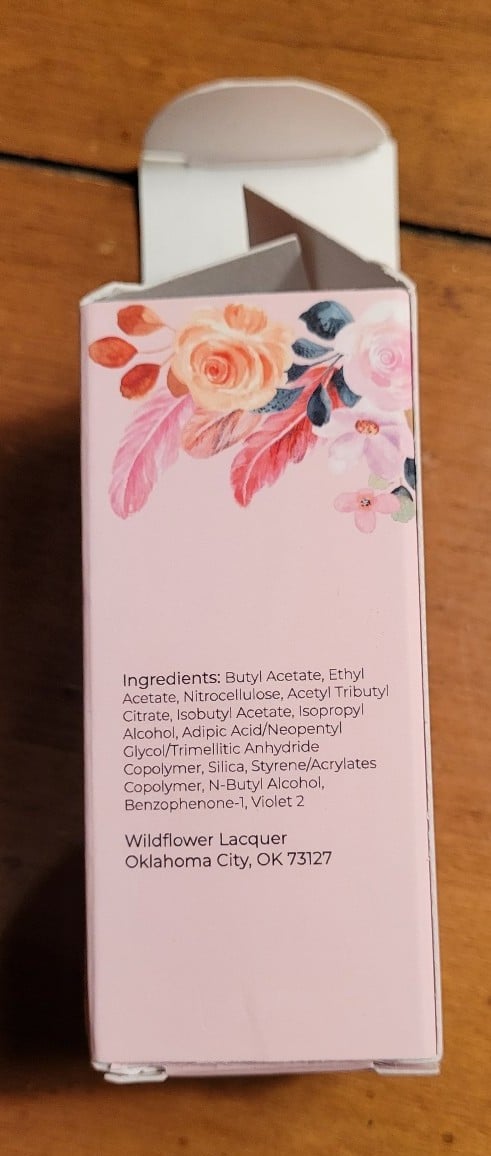 Ingredients: Butyl Acetate, Ethyl
Acetate, Nitrocellulose, Acetyl Tributyl
Citrate, Isobutyl Acetate, Isopropyl
Alcohol, Adipic Acid/Neopentyl
Glycol/Trimellitic Anhydride
Copolymer, Silica, Styrene/Acrylates
Copolymer, N-Butyl Alcohol,
Benzophenone-1, Violet 2
Wildflower Lacquer
Oklahoma City, OK 73127